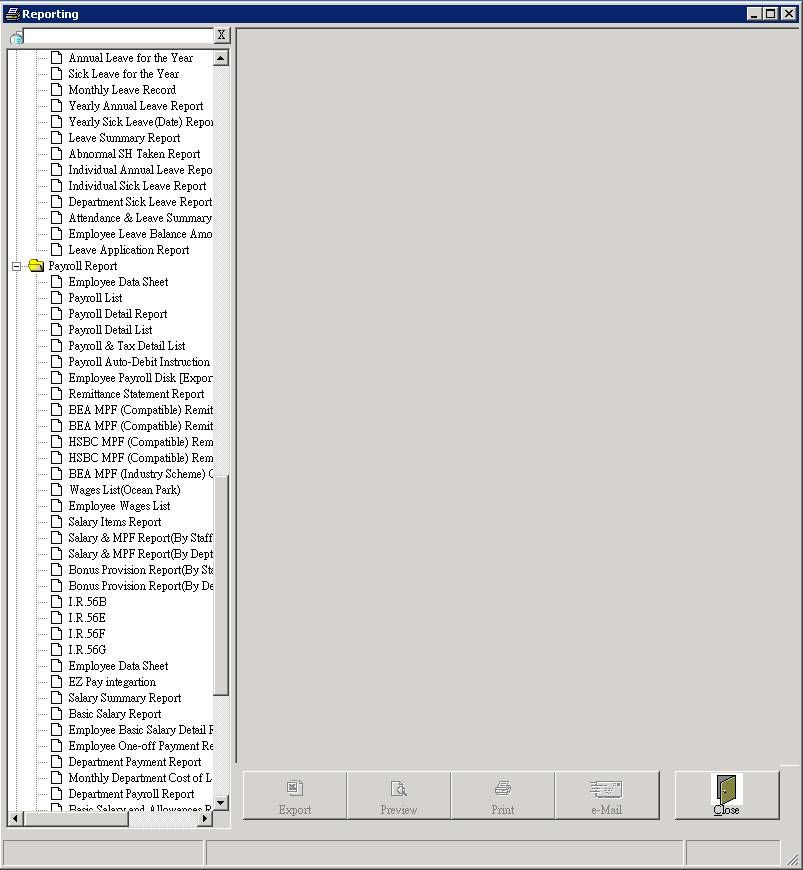 Reporting
X
Annual Leave for the Year
Sick Leave for the Year
Monthly Leave Record
Yearly Annual Leave Report
Yearly Sick Leave(Date) Repor
Leave Summary Report
Abnormal SH Taken Report
Individual Annual Leave Repo
Individual Sick Leave Report
Department Sick Leave Report
Attendance & Leave Summary
Employee Leave Balance Amo
Leave Application Report
Payroll Report
Employee Data Sheet
Payroll List
Payroll Detail Report
Payroll Detail List
Payroll & Tax Detail List
Payroll Auto-Debit Instruction
Employee Payroll Disk [Expor
Remittance Statement Report
BEA MPF (Compatible) Remit
BEA MPF (Compatible) Remit
HSBC MPF (Compatible) Rem
HSBC MPF (Compatible) Rem
BEA MPF (Industry Scheme) C
Wages List(Ocean Park)
Employee Wages List
Salary Items Report
Salary & MPF Report(By Staff
Salary & MPF Report(By Dept
Bonus Provision Report(By Sta
Bonus Provision Report(By De
I.R.56B
I.R.56E
I.R.56F
I.R.56G
Employee Data Sheet
EZ Pay integartion
Salary Summary Report
Basic Salary Report
Employee Basic Salary Detail R
Employee One-off Payment Re
Department Payment Report
Monthly Department Cost of L
Department Payroll Report
Basic Salary and Allowances R
Export
Preview
Print
e-Mail
Close